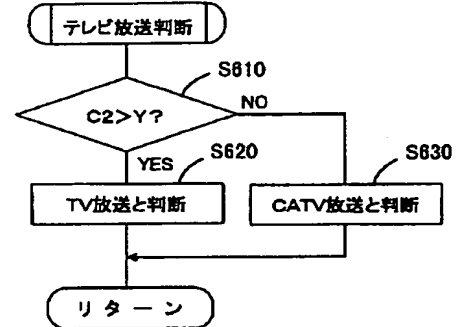 テレビ放送判断
S610
C2>Y?
NO
YES
S620
S630
TV放送と判断
CATV放送と判断
リターン